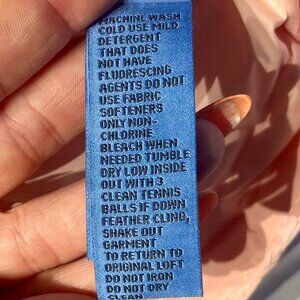 MACHINE WASH
COLD USE MILD
DETERGENT
THAT DOES
NOT HAVE
FLUORESCING
AGENTS DO NOT
USE FABRIC
SOFTENERS
ONLY NON-
CHLORINE
BLEACH WHEN
NEEDED TUMBLE
DRY LOW INSIDE
OUT WITH 3
CLEAN TENNIS
BALLS IF DOWN
FEATHER CLING,
SHAKE OUT
GARMENT
TO RETURN TO
ORIGINAL LOFT
DO NOT IRON
DO NOT DRY
CLEAN